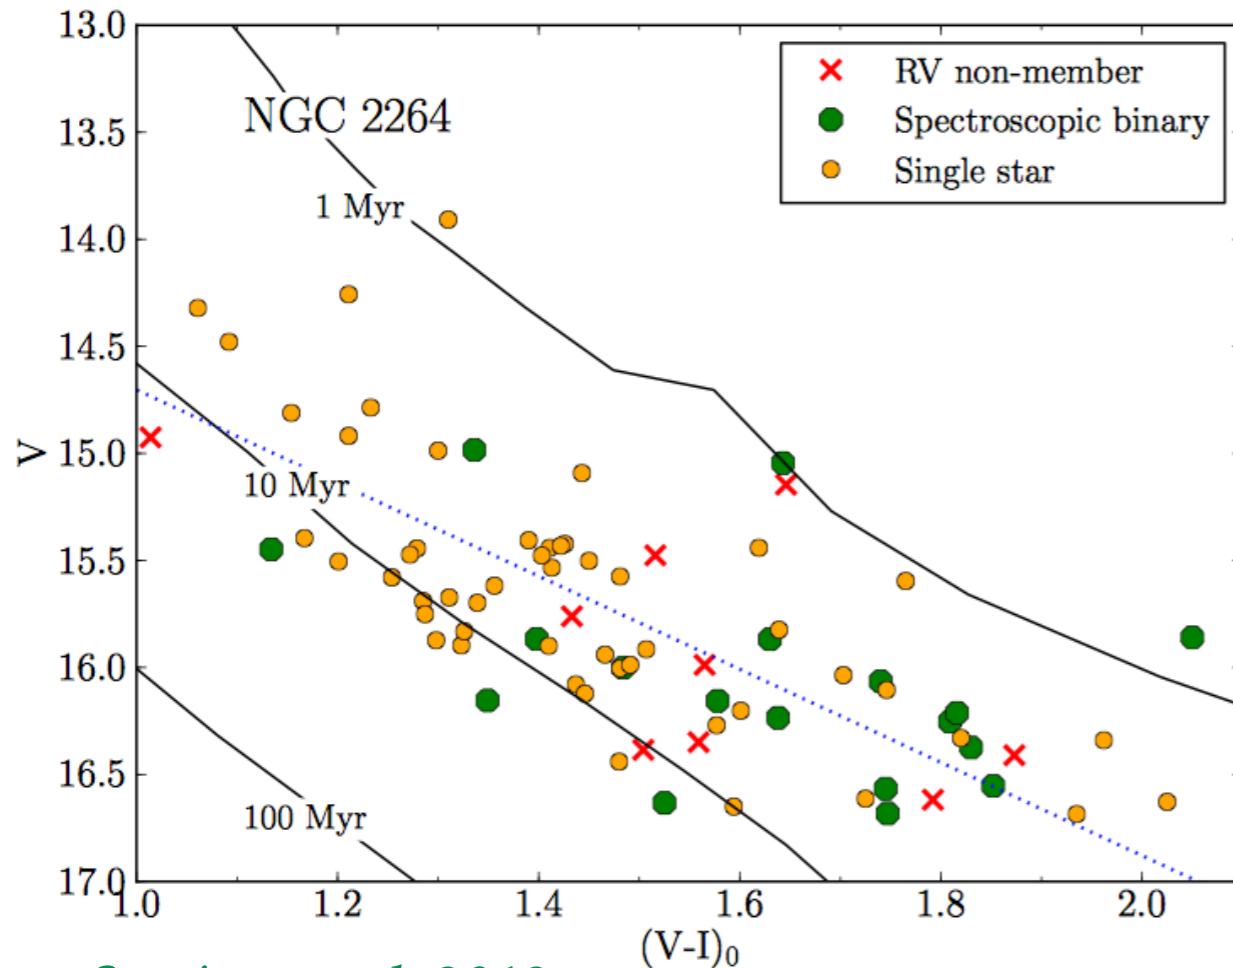 NGC 2264
RV non-member
Spectroscopic binary
Single star
1 Myr
10 Myr
100 Myr
V
13.0
13.5
14.0
14.5
15.0
15.5
16.0
16.5
17.0
1.0
1.2
1.4
1.6
1.8
2.0
(V-I)₀